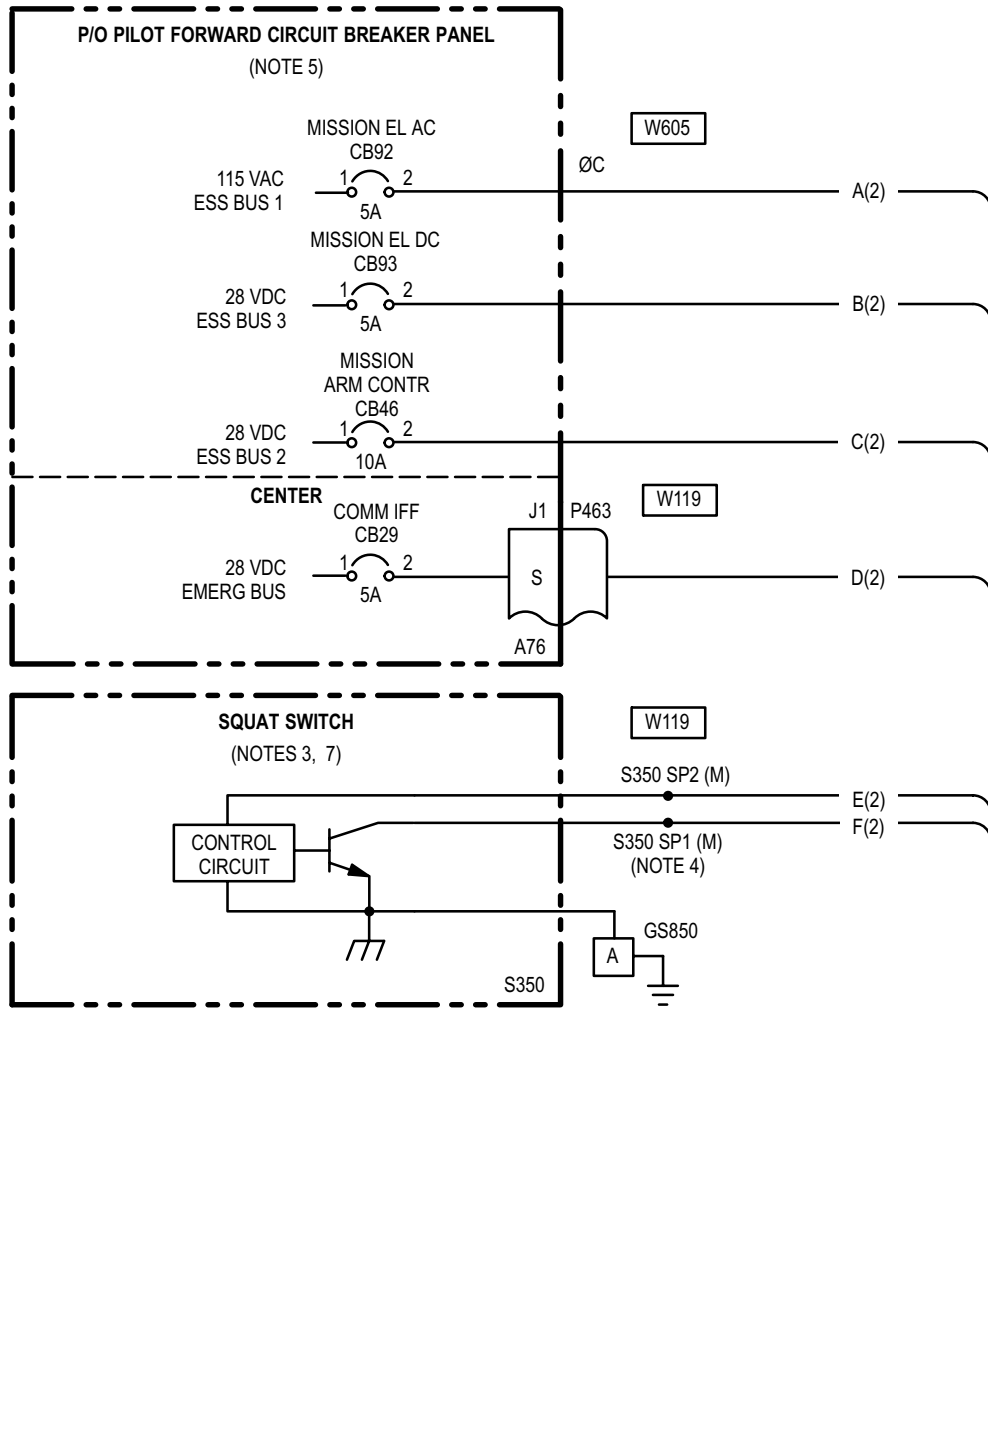 P/O PILOT FORWARD CIRCUIT BREAKER PANEL
(NOTE 5)
MISSION EL AC
CB92
W605
115 VAC
ESS BUS 1
1 2
5A
ØC
A(2)
MISSION EL DC
CB93
28 VDC
ESS BUS 3
1 2
5A
B(2)
MISSION
ARM CONTR
CB46
28 VDC
ESS BUS 2
1 2
10A
C(2)
CENTER
COMM IFF
CB29
28 VDC
EMERG BUS
1 2
5A
J1 P463
W119
S
D(2)
A76
SQUAT SWITCH
(NOTES 3, 7)
W119
S350 SP2 (M)
E(2)
F(2)
S350 SP1 (M)
(NOTE 4)
CONTROL
CIRCUIT
GS850
A
S350